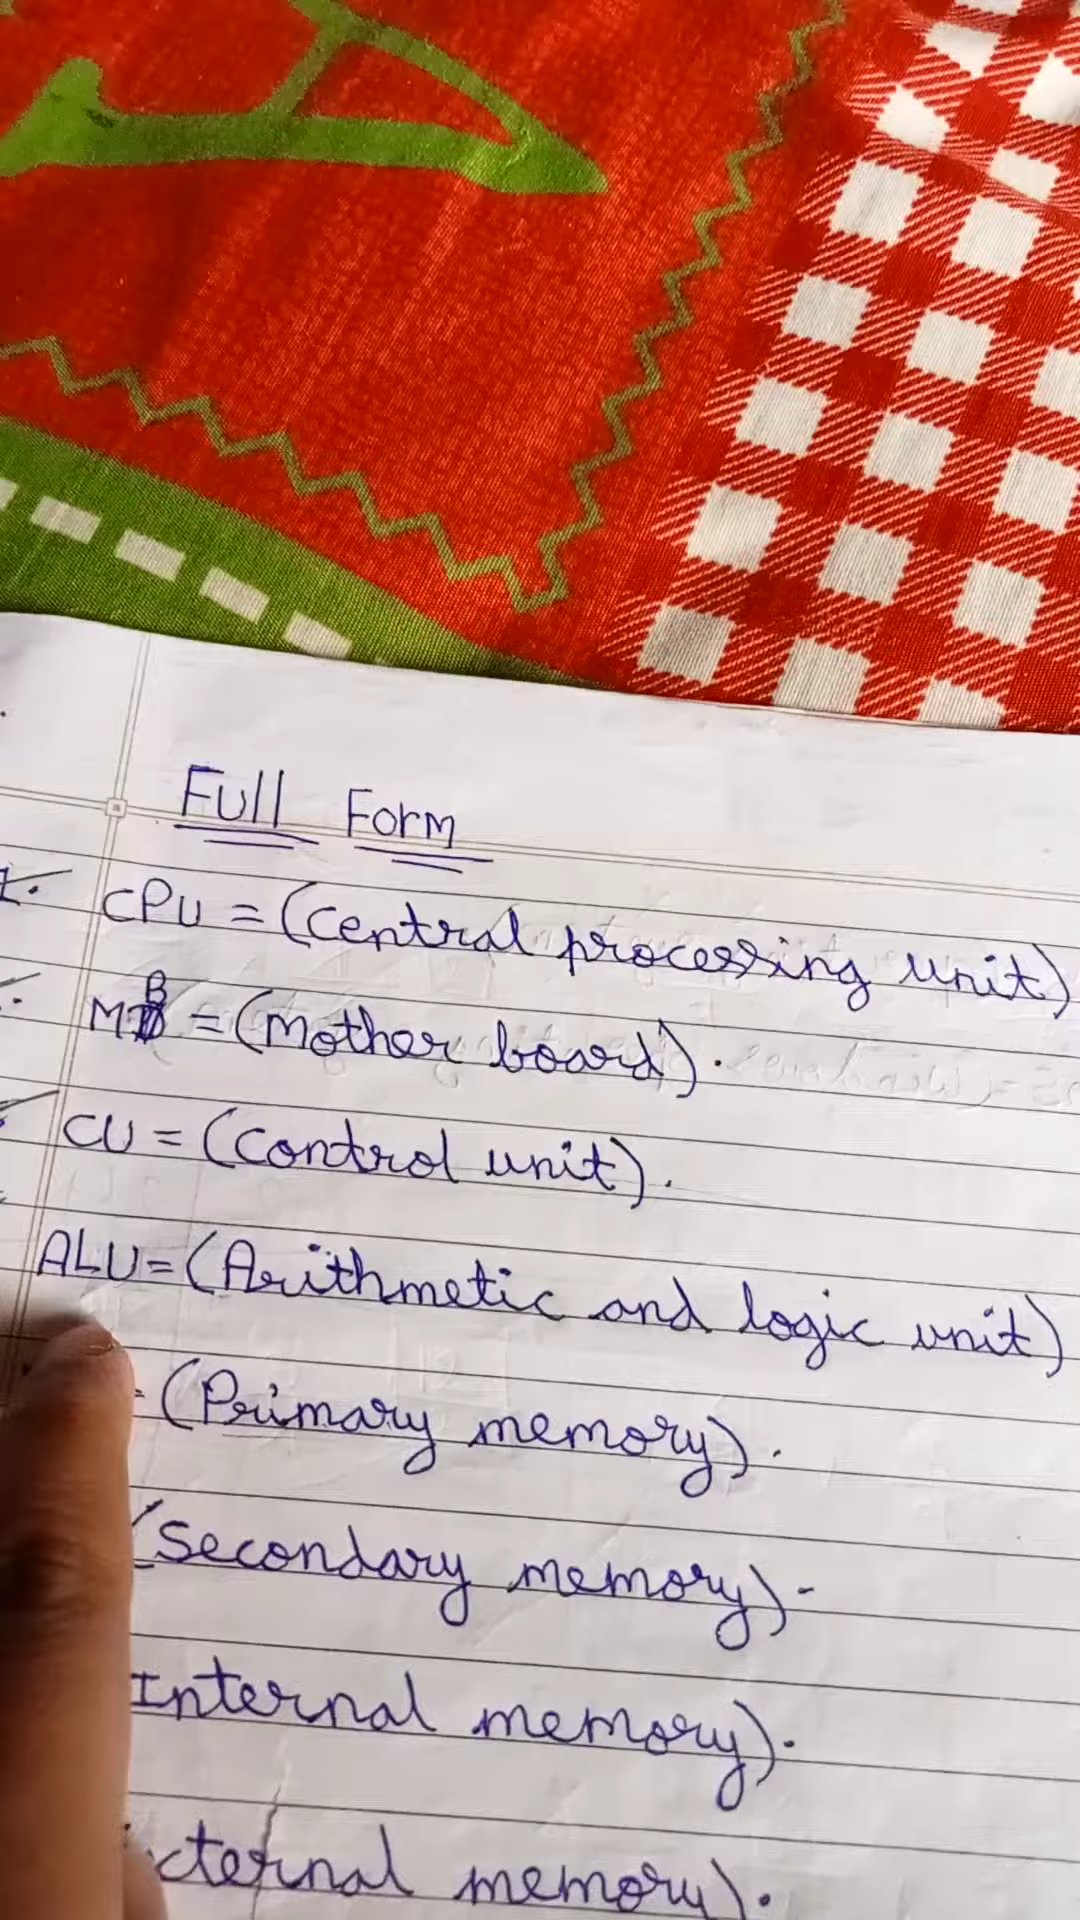 Full Form
1. CPU = (Central processing unit)
MB = (Mother board).
CU = (Control unit).
ALU = (Arithmetic and logic unit)
= (Primary memory).
(Secondary memory).
Internal memory).
memory).